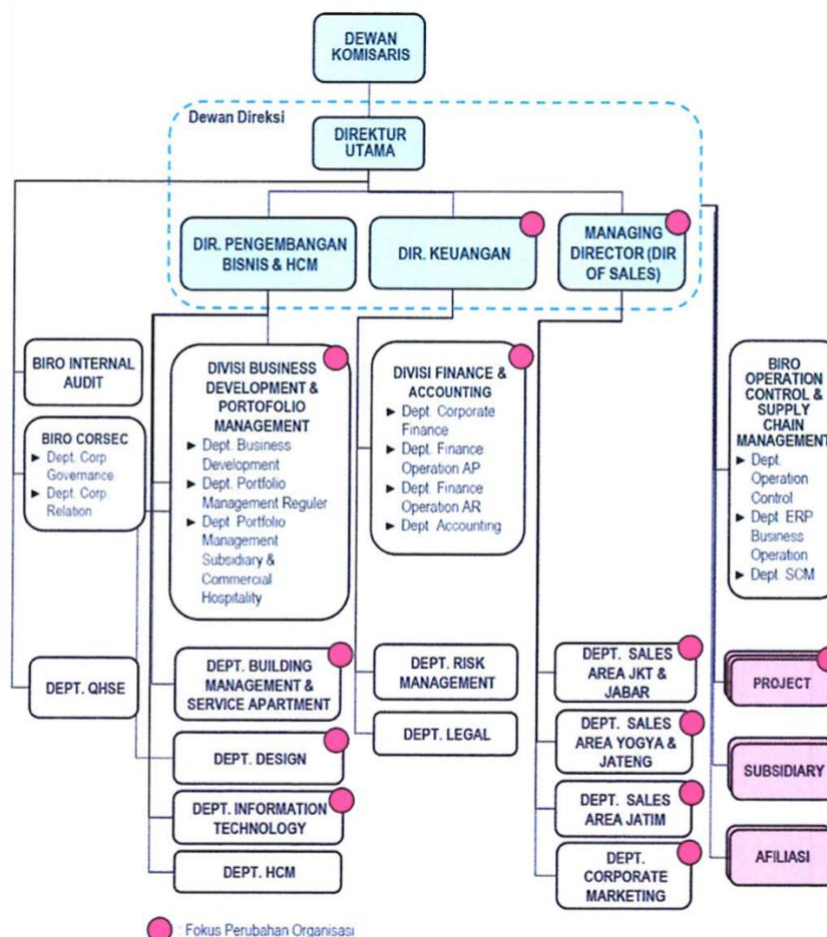 DEWAN
KOMISARIS
Dewan Direksi
DIREKTUR
UTAMA
DIR. PENGEMBANGAN
BISNIS & HCM
DIR. KEUANGAN
MANAGING
DIRECTOR (DIR
OF SALES)
BIRO INTERNAL
AUDIT
BIRO CORSEC
► Dept. Corp
Governance
► Dept. Corp.
Relation
DEPT. QHSE
DIVISI BUSINESS
DEVELOPMENT &
PORTOFOLIO
MANAGEMENT
► Dept. Business
Development
► Dept. Portfolio
Management Reguler
► Dept. Portfolio
Management
Subsidiary &
Commercial
Hospitality
DEPT. BUILDING
MANAGEMENT &
SERVICE APARTMENT
DEPT. DESIGN
DEPT. INFORMATION
TECHNOLOGY
DEPT. HCM
DIVISI FINANCE &
ACCOUNTING
► Dept. Corporate
Finance
► Dept. Finance
Operation AP
► Dept. Finance
Operation AR
► Dept. Accounting
DEPT. RISK
MANAGEMENT
DEPT. LEGAL
DEPT. SALES
AREA JKT &
JABAR
DEPT. SALES
AREA YOGYA &
JATENG
DEPT. SALES
AREA JATIM
DEPT.
CORPORATE
MARKETING
BIRO
OPERATION
CONTROL &
SUPPLY
CHAIN
MANAGEMENT
► Dept.
Operation
Control
► Dept ERP
Business
Operation
► Dept. SCM
PROJECT
SUBSIDIARY
AFILIASI
: Fokus Perubahan Organisasi